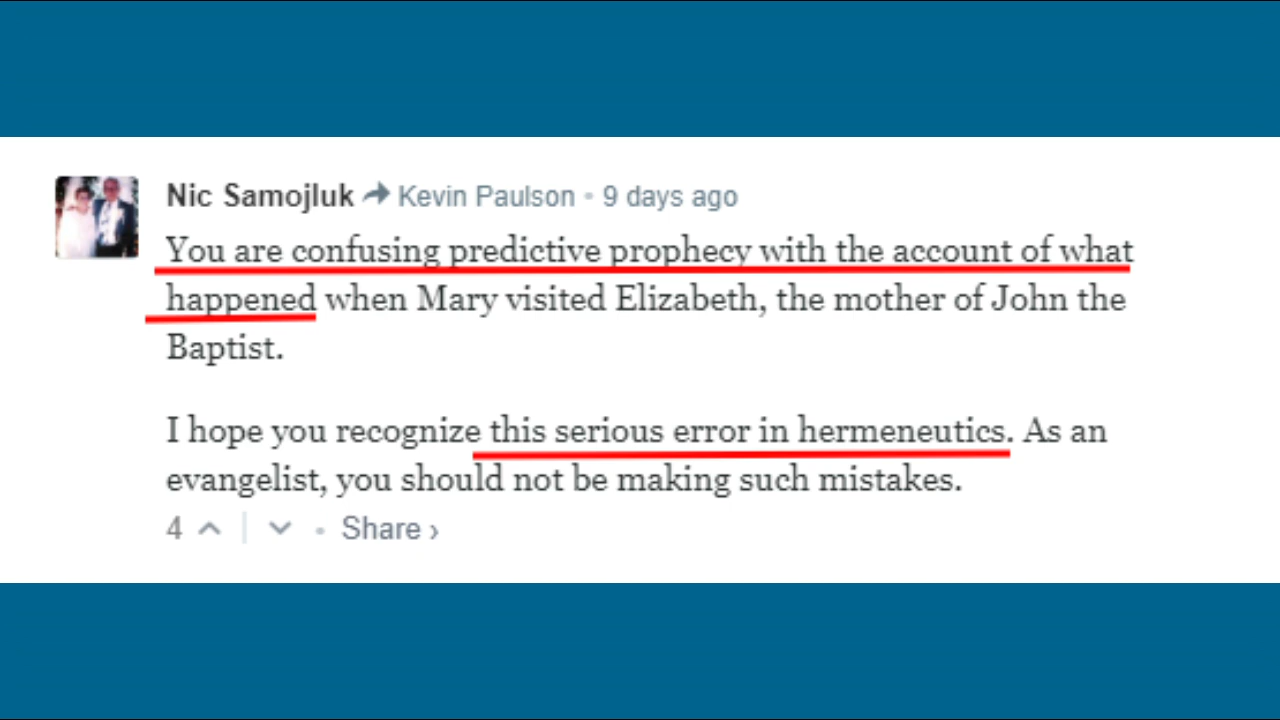 Nic Samojluk → Kevin Paulson • 9 days ago
You are confusing predictive prophecy with the account of what
happened when Mary visited Elizabeth, the mother of John the
Baptist.
I hope you recognize this serious error in hermeneutics. As an
evangelist, you should not be making such mistakes.
4 • Share ›